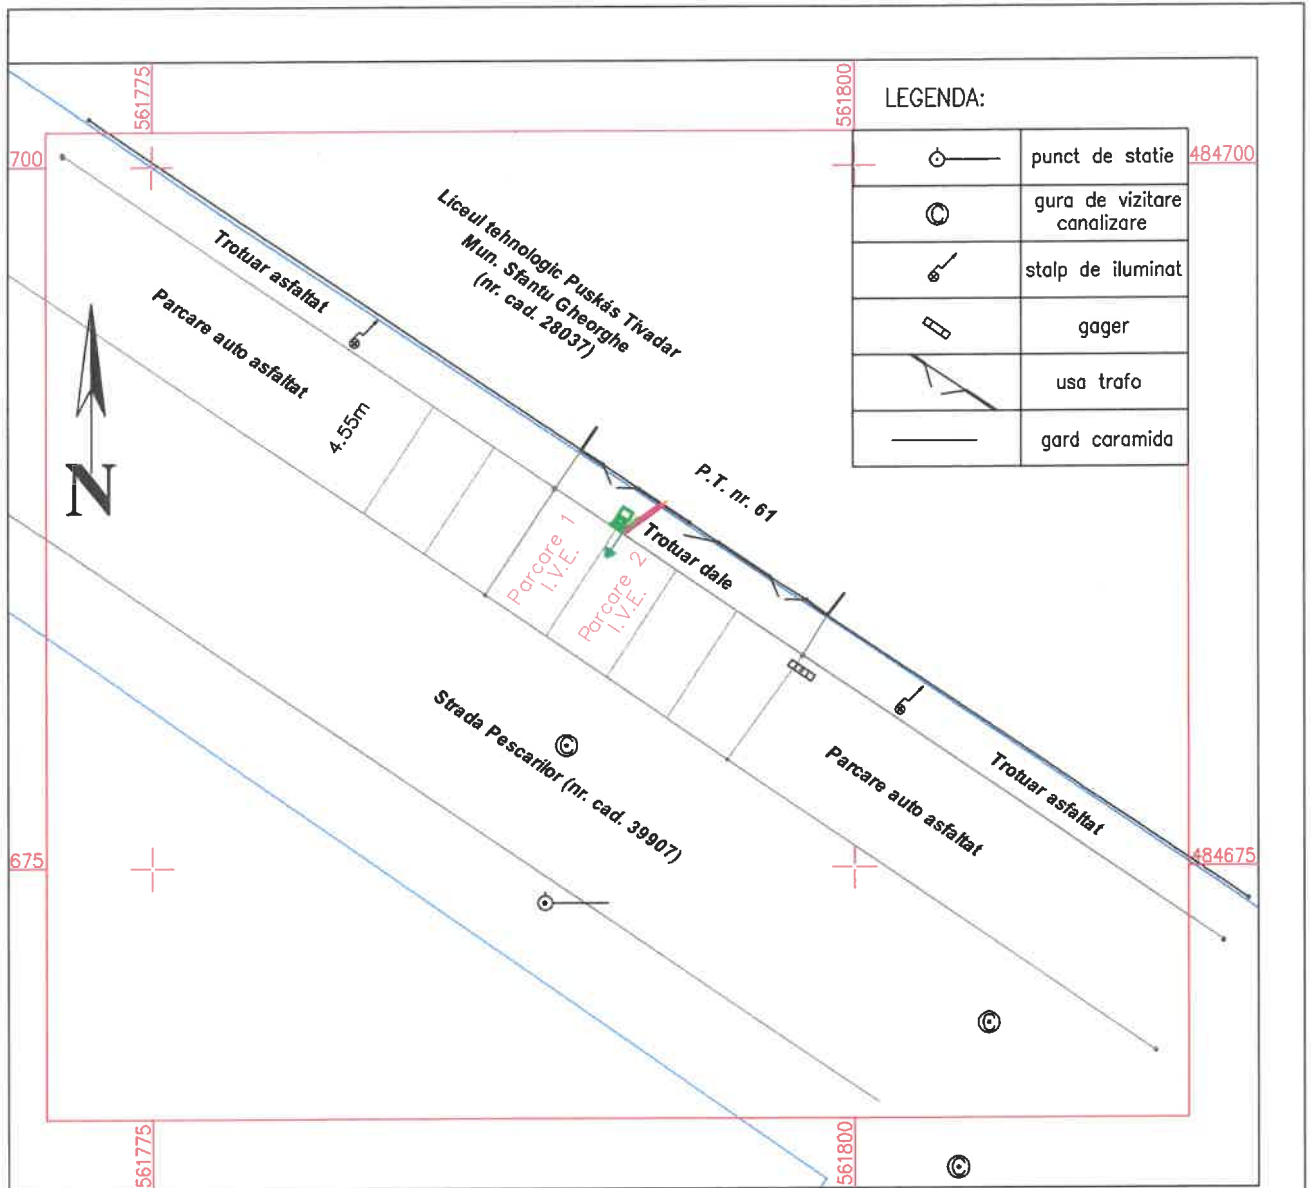 561775
561800
LEGENDA:
700
484700
punct de statie
gura de vizitare
canalizare
stalp de iluminat
gager
usa trafo
gard caramida
Liceul tehnologic Puskás Tivadar
Mun. Sfantu Gheorghe
(nr. cad. 28037)
Trotuar asfaltat
Parcare auto asfaltat
4.55m
N
P.T. nr. 61
Parcare 1
I.V.E.
Trotuar dale
Parcare 2
I.V.E.
Strada Pescarilor (nr. cad. 39907)
Trotuar asfaltat
Parcare auto asfaltat
675
484675
561775
561800